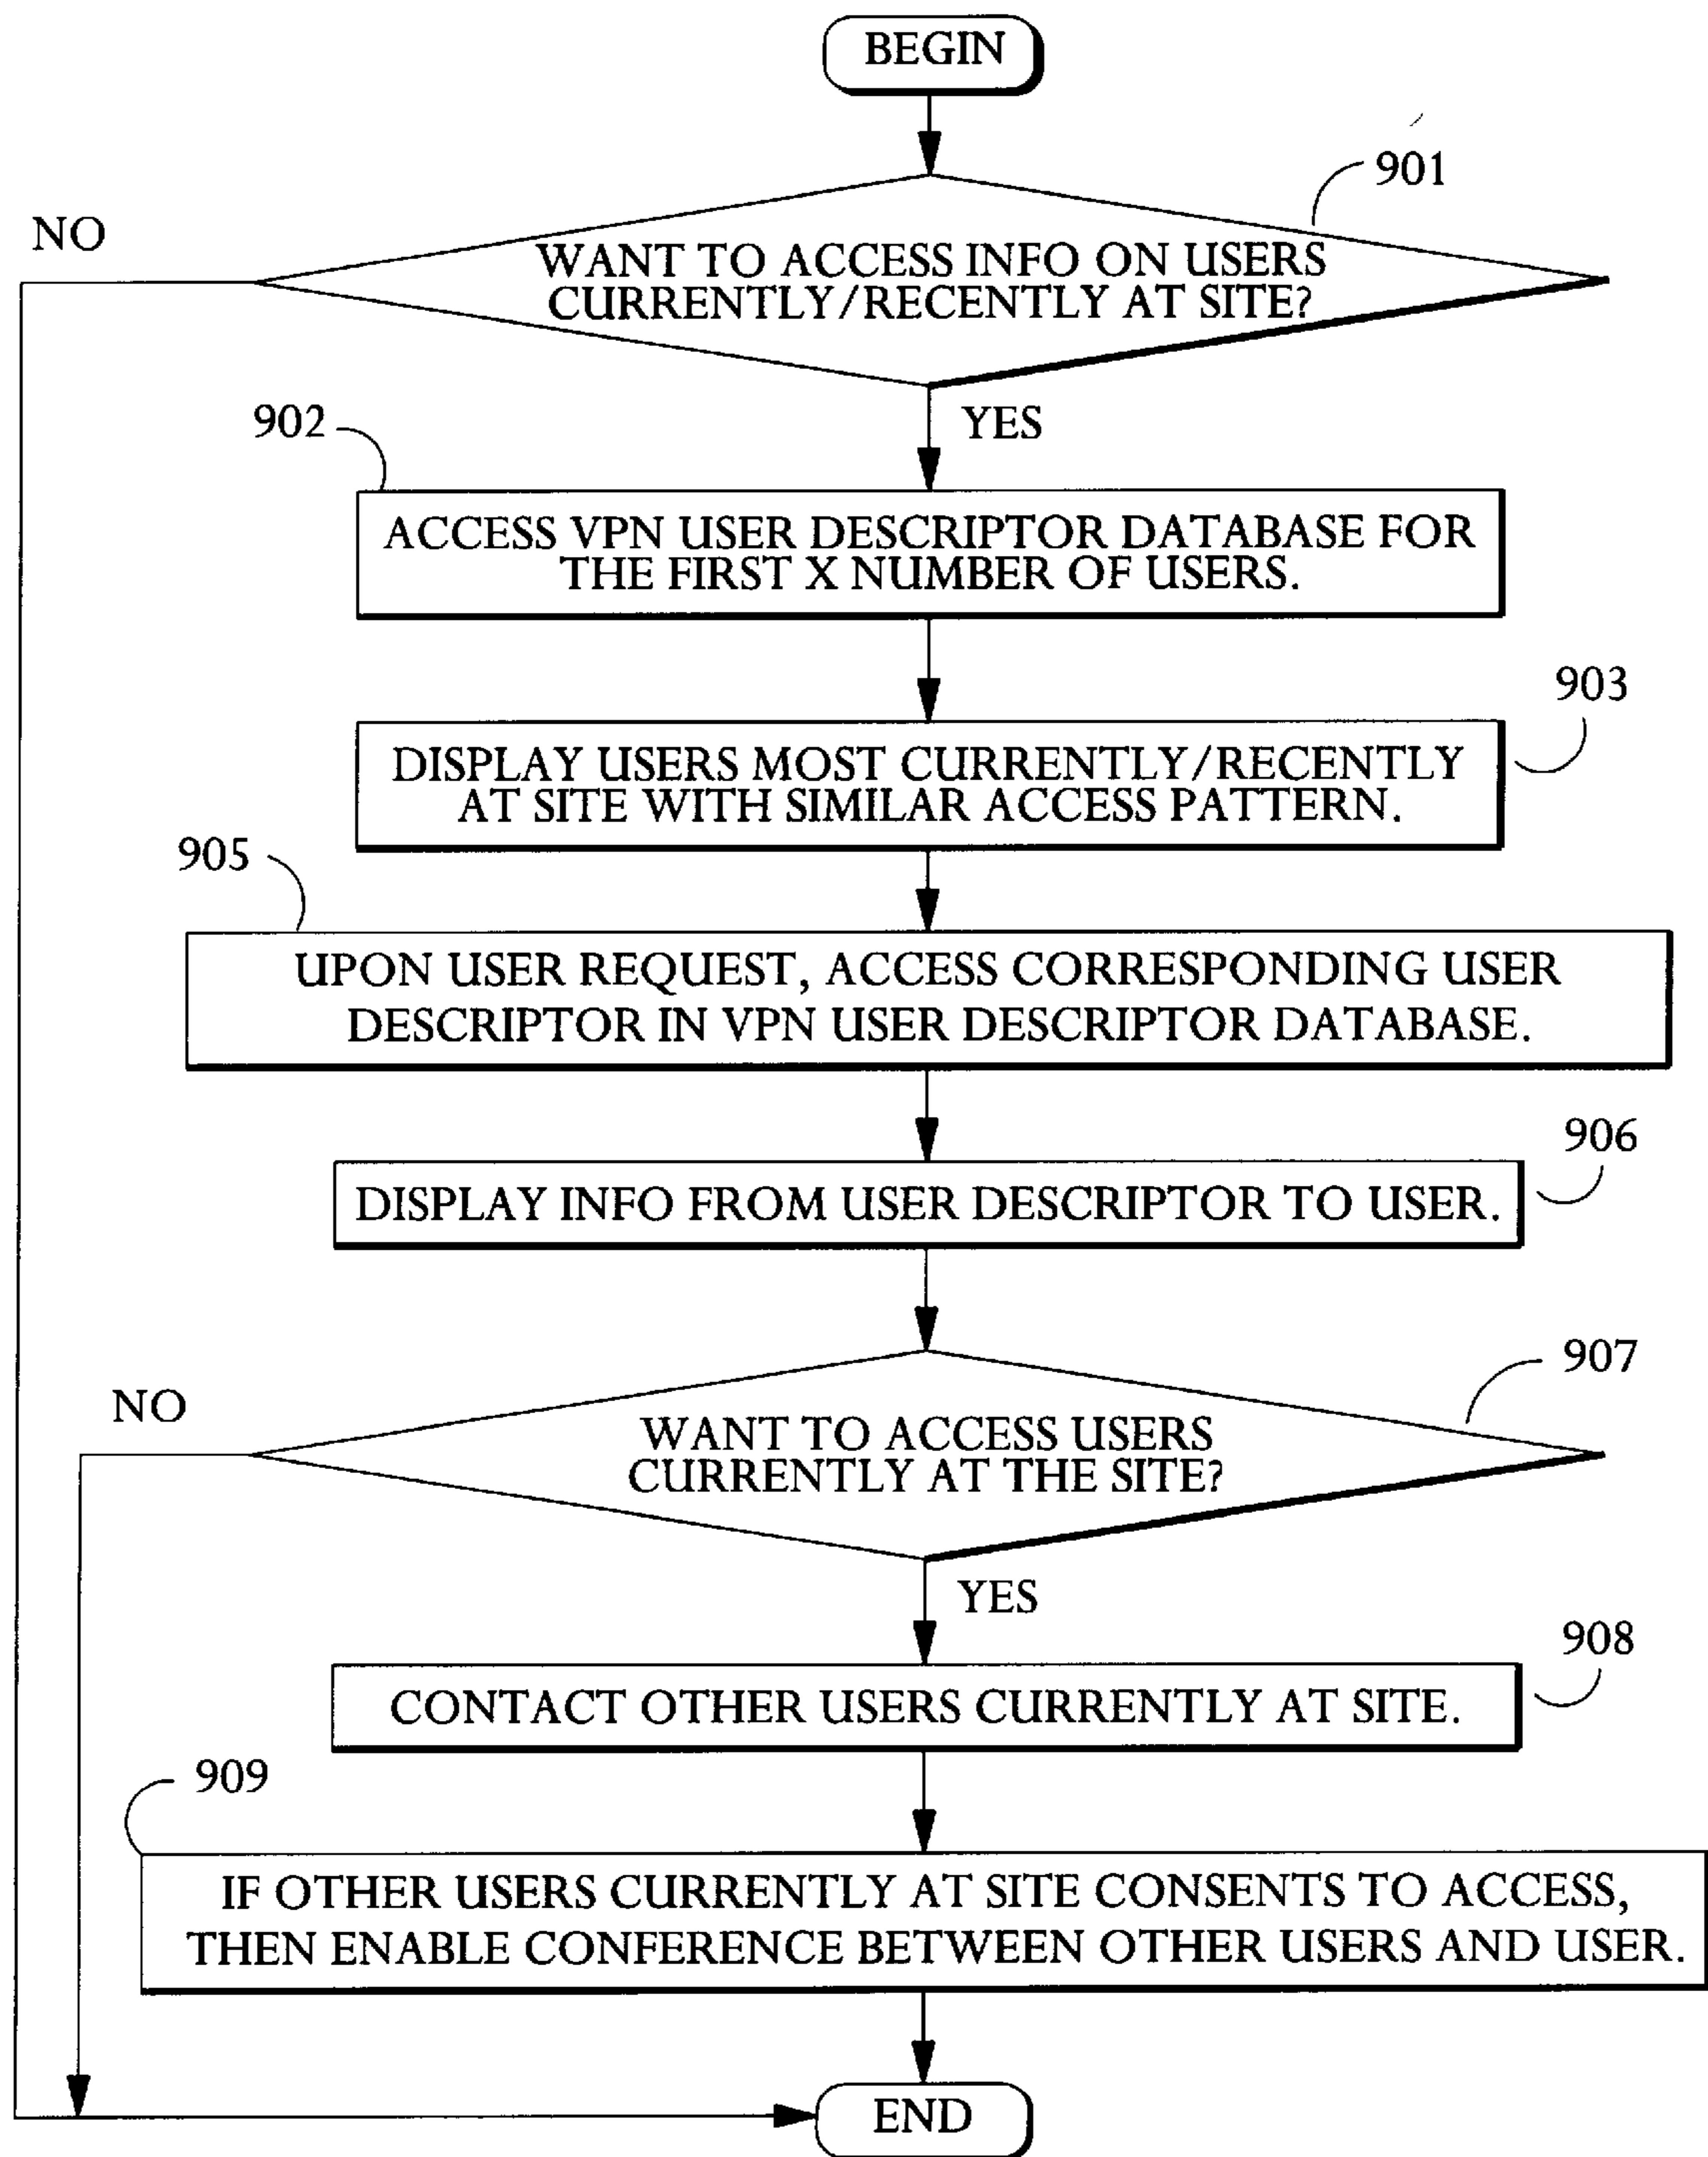 BEGIN
901
NO
WANT TO ACCESS INFO ON USERS
CURRENTLY/RECENTLY AT SITE?
YES
902
ACCESS VPN USER DESCRIPTOR DATABASE FOR
THE FIRST X NUMBER OF USERS.
903
DISPLAY USERS MOST CURRENTLY/RECENTLY
AT SITE WITH SIMILAR ACCESS PATTERN.
905
UPON USER REQUEST, ACCESS CORRESPONDING USER
DESCRIPTOR IN VPN USER DESCRIPTOR DATABASE.
906
DISPLAY INFO FROM USER DESCRIPTOR TO USER.
907
NO
WANT TO ACCESS USERS
CURRENTLY AT THE SITE?
YES
908
CONTACT OTHER USERS CURRENTLY AT SITE.
909
IF OTHER USERS CURRENTLY AT SITE CONSENTS TO ACCESS,
THEN ENABLE CONFERENCE BETWEEN OTHER USERS AND USER.
END